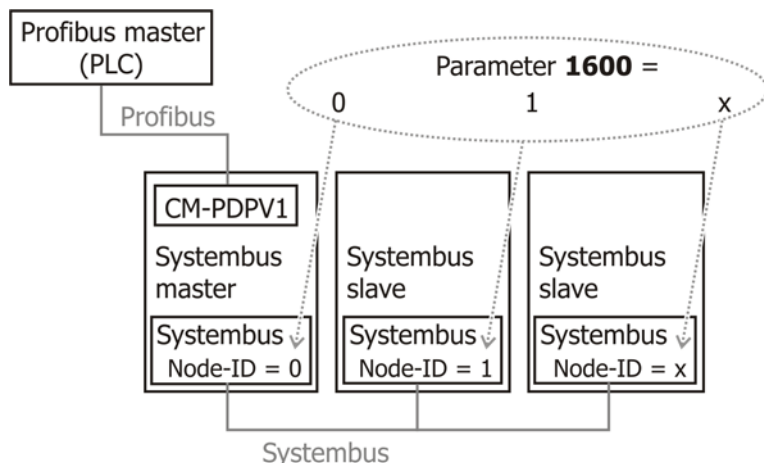 Profibus master
(PLC)
Parameter 1600 =
0 1 x
Profibus
CM-PDPV1
Systembus
master
Systembus
Node-ID = 0
Systembus
slave
Systembus
Node-ID = 1
Systembus
slave
Systembus
Node-ID = x
Systembus